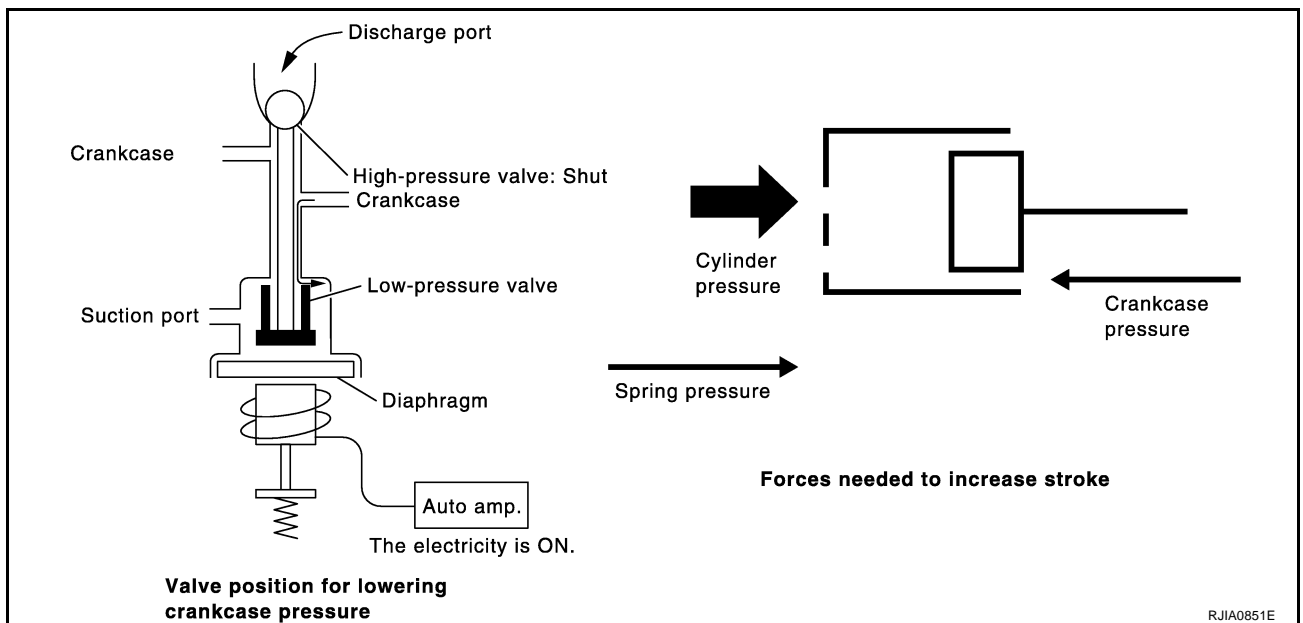 Discharge port
Crankcase
High-pressure valve: Shut
Crankcase
Low-pressure valve
Suction port
Diaphragm
Auto amp.
The electricity is ON.
Valve position for lowering
crankcase pressure
Cylinder
pressure
Crankcase
pressure
Spring pressure
Forces needed to increase stroke
RJIA0851E